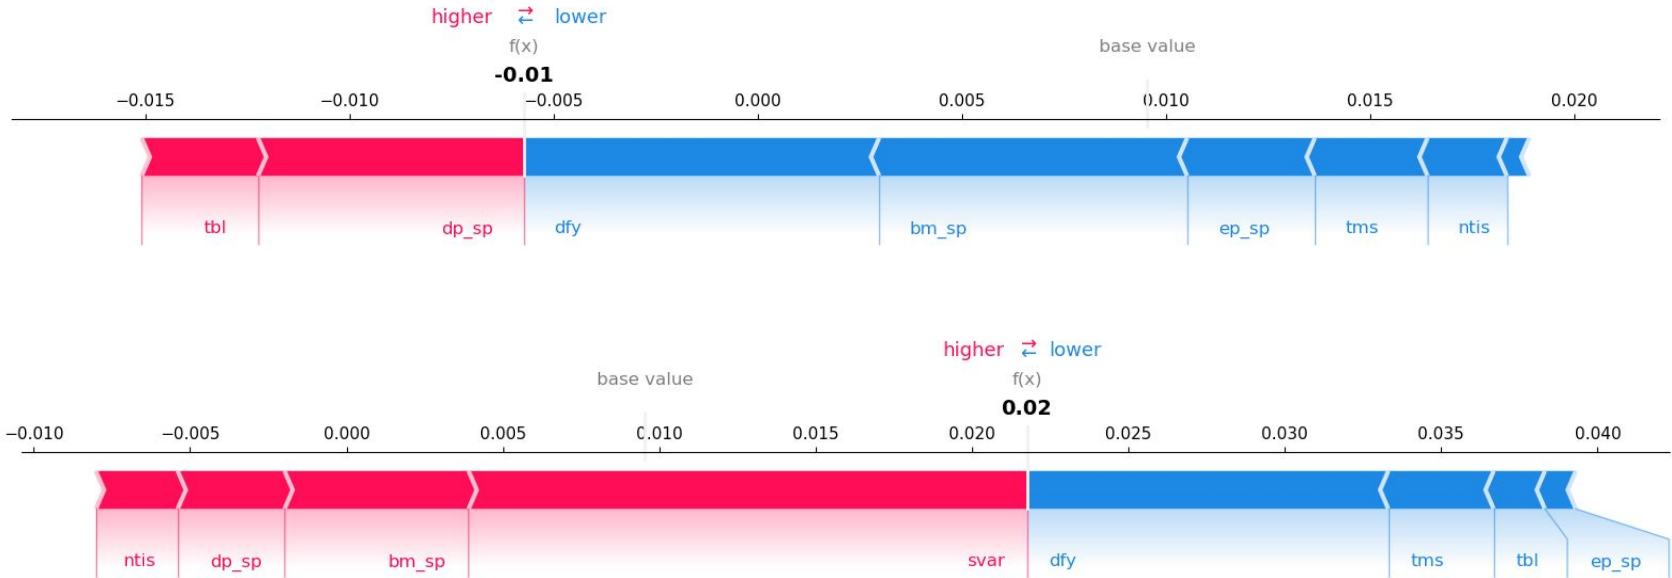 higher ⇄ lower
f(x) base value
-0.01
−0.015 −0.010 −0.005 0.000 0.005 0.010 0.015 0.020
tbl dp_sp dfy bm_sp ep_sp tms ntis
higher ⇄ lower
base value f(x)
0.02
−0.010 −0.005 0.000 0.005 0.010 0.015 0.020 0.025 0.030 0.035 0.040
ntis dp_sp bm_sp svar dfy tms tbl ep_sp